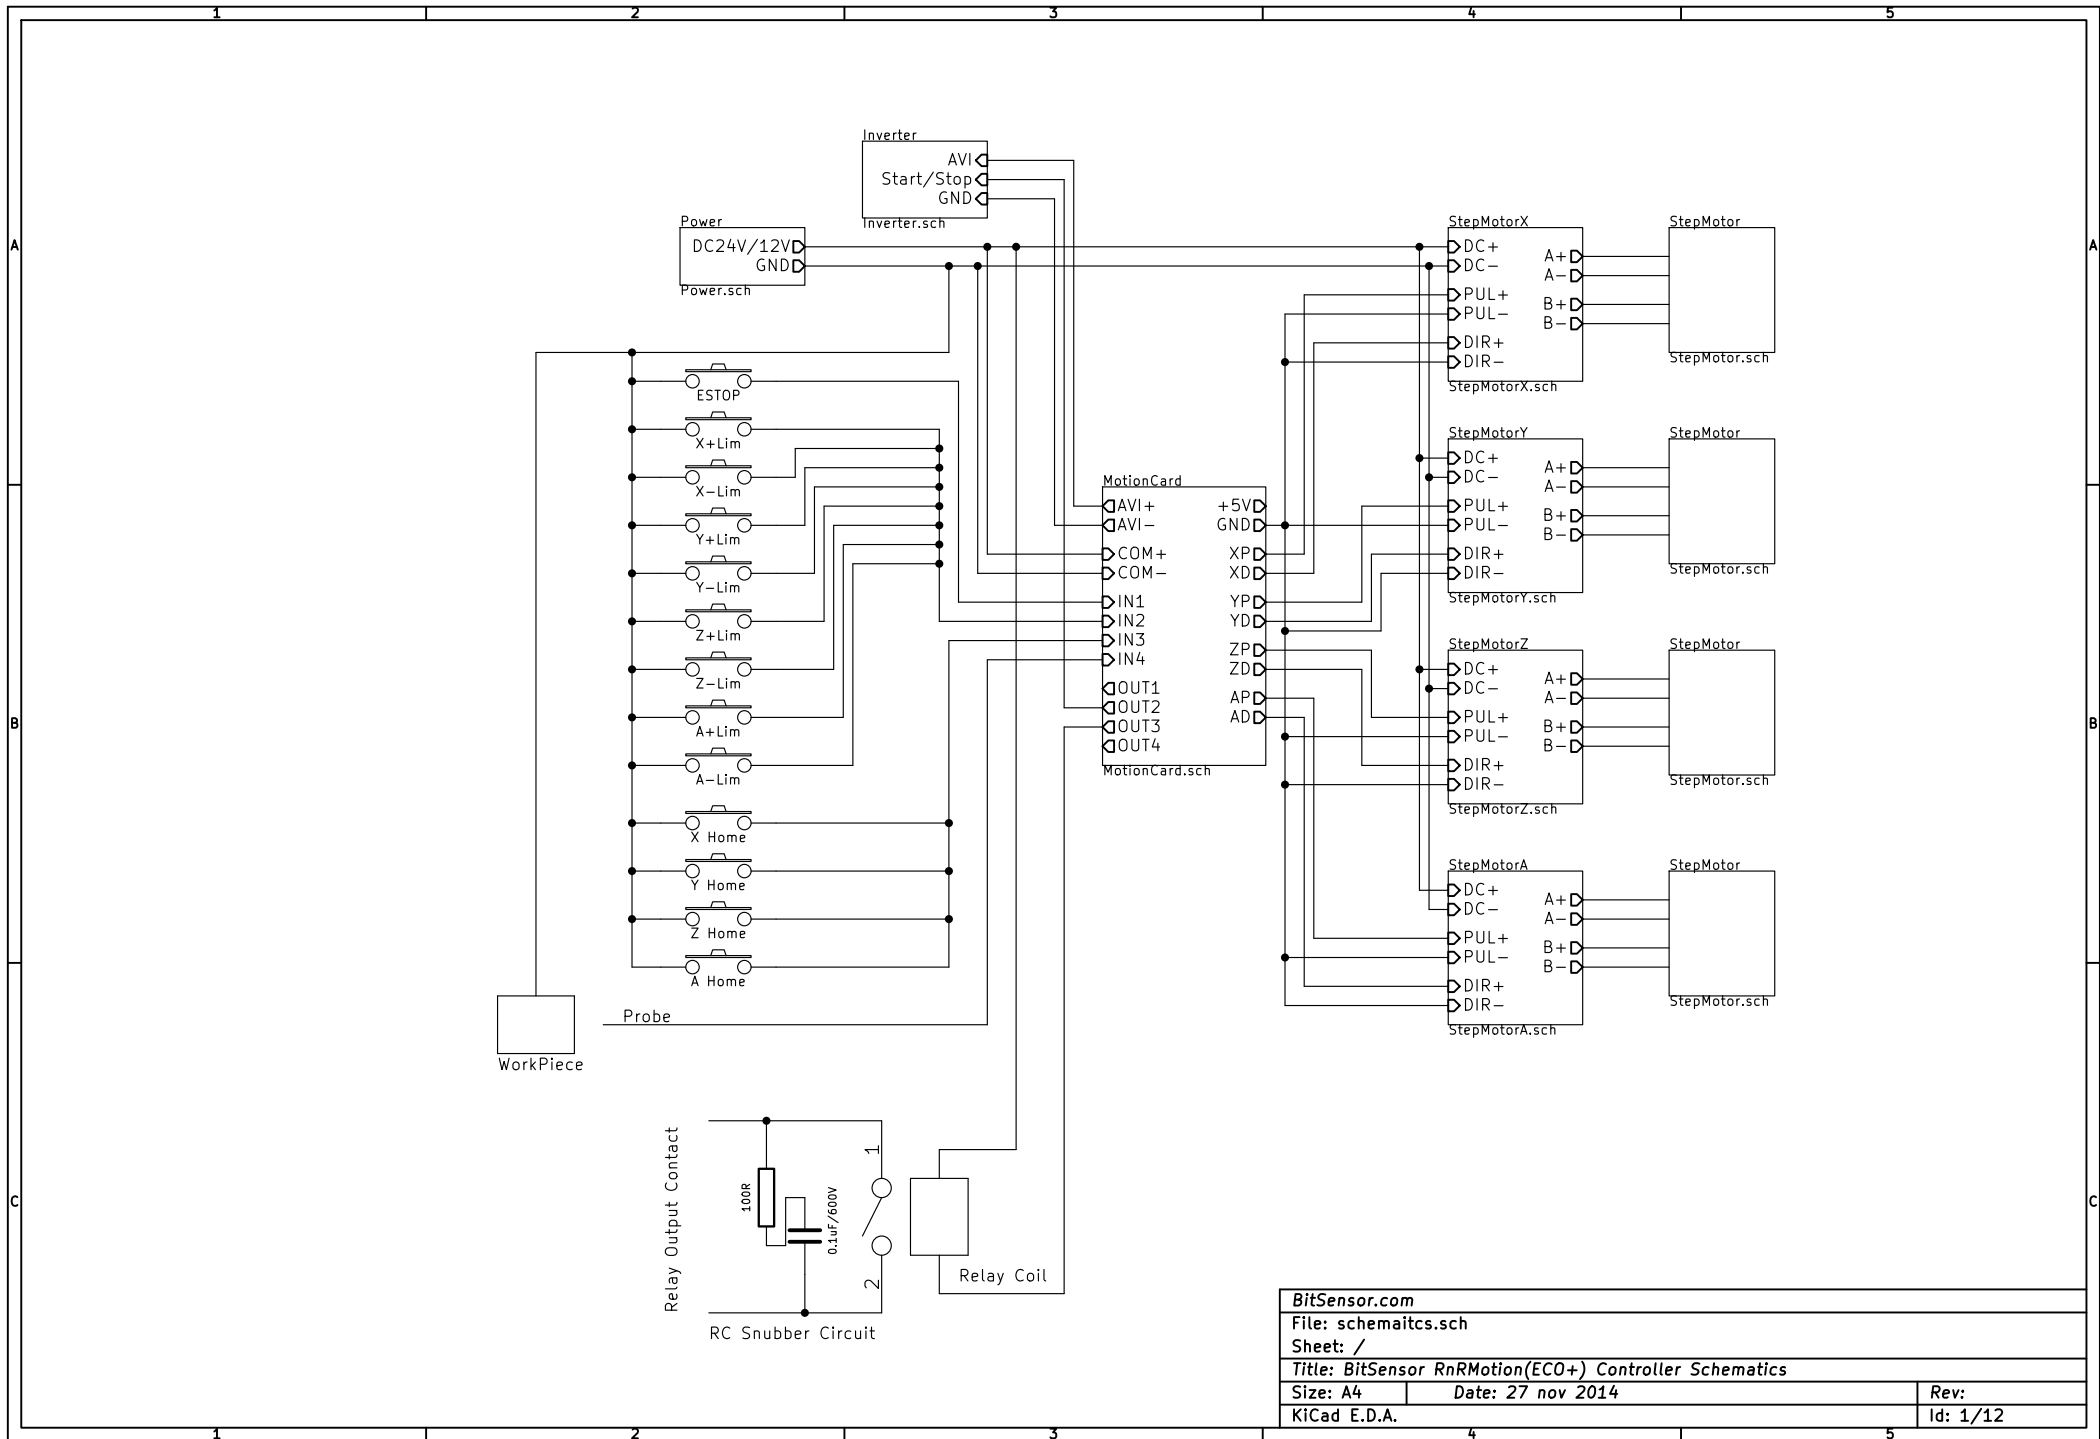 1 2 3 4 5
A
B
C
A
B
C
Inverter
AVI
Start/Stop
GND
Inverter.sch
Power
DC24V/12V
GND
Power.sch
ESTOP
X+Lim
X-Lim
Y+Lim
Y-Lim
Z+Lim
Z-Lim
A+Lim
A-Lim
X Home
Y Home
Z Home
A Home
Probe
WorkPiece
MotionCard
AVI+ +5V
AVI- GND
COM+ XP
COM- XD
IN1 YP
IN2 YD
IN3
IN4
ZP
ZD
OUT1
OUT2
OUT3
OUT4
AP
AD
MotionCard.sch
StepMotorX
DC+
DC-
PUL+
PUL-
DIR+
DIR-
A+
A-
B+
B-
StepMotorX.sch
StepMotor
StepMotor.sch
StepMotorY
DC+
DC-
PUL+
PUL-
DIR+
DIR-
A+
A-
B+
B-
StepMotorY.sch
StepMotor
StepMotor.sch
StepMotorZ
DC+
DC-
PUL+
PUL-
DIR+
DIR-
A+
A-
B+
B-
StepMotorZ.sch
StepMotor
StepMotor.sch
StepMotorA
DC+
DC-
PUL+
PUL-
DIR+
DIR-
A+
A-
B+
B-
StepMotorA.sch
StepMotor
StepMotor.sch
Relay Output Contact
100R
0.1uF/600V
1
2
Relay Coil
RC Snubber Circuit
BitSensor.com
File: schemaitcs.sch
Sheet: /
Title: BitSensor RnRMotion(ECO+) Controller Schematics
Size: A4 Date: 27 nov 2014 Rev:
KiCad E.D.A. Id: 1/12
1 2 3 4 5